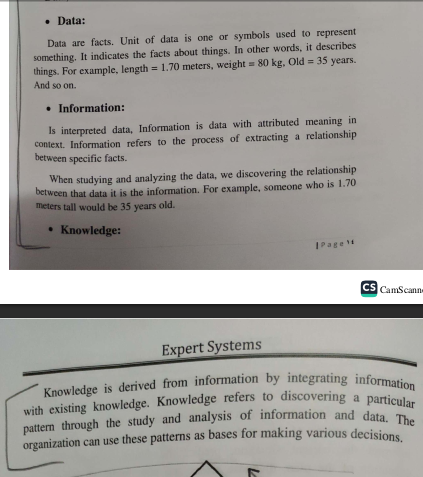 • Data:
Data are facts. Unit of data is one or symbols used to represent
something. It indicates the facts about things. In other words, it describes
things. For example, length = 1.70 meters, weight = 80 kg, Old = 35 years.
And so on.
• Information:
Is interpreted data, Information is data with attributed meaning in
context. Information refers to the process of extracting a relationship
between specific facts.
When studying and analyzing the data, we discovering the relationship
between that data it is the information. For example, someone who is 1.70
meters tall would be 35 years old.
• Knowledge:
| Page
CS CamScann
Expert Systems
Knowledge is derived from information by integrating information
with existing knowledge. Knowledge refers to discovering a particular
pattern through the study and analysis of information and data. The
organization can use these patterns as bases for making various decisions.